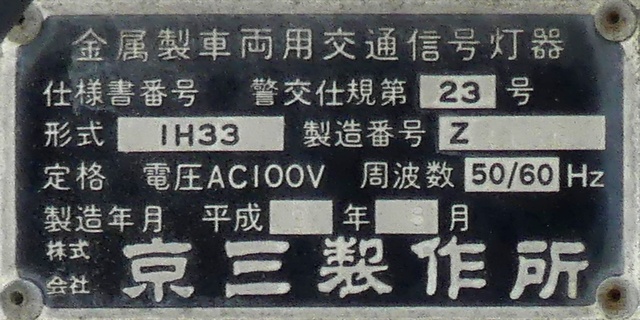 金属製車両用交通信号灯器
仕様書番号 警交仕規第 23 号
形式 1H33 製造番号 Z
定格 電圧AC100V 周波数 50/60 Hz
製造年月 平成 年 月
株式会社 京三製作所